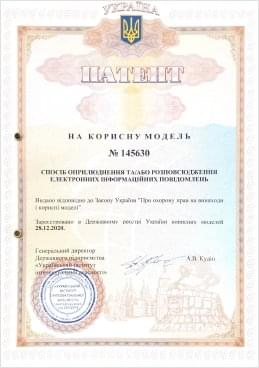 УКРАЇНА
ПАТЕНТ
НА КОРИСНУ МОДЕЛЬ
№ 145630
СПОСІБ ОПРИЛЮДНЕННЯ ТА/АБО РОЗПОВСЮДЖЕННЯ
ЕЛЕКТРОННИХ ІНФОРМАЦІЙНИХ ПОВІДОМЛЕНЬ
Видано відповідно до Закону України "Про охорону прав на винаходи
і корисні моделі".
Зареєстровано в Державному реєстрі України корисних моделей
28.12.2020.
Генеральний директор
Державного підприємства
«Український інститут
інтелектуальної власності»
А.В. Кудін